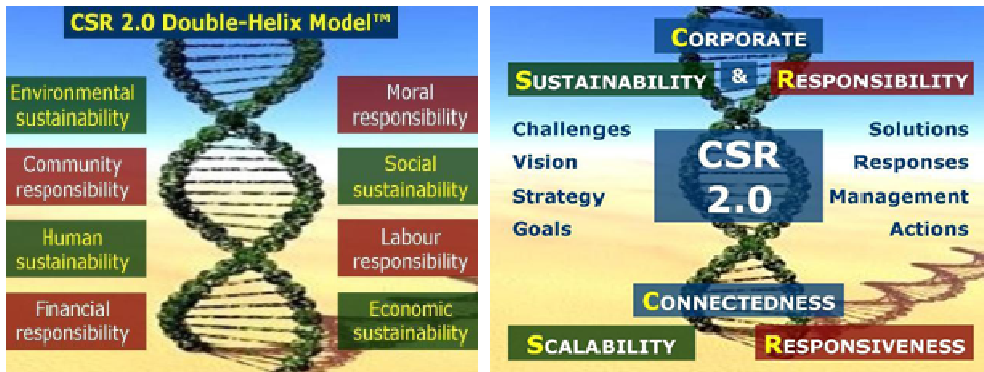 CSR 2.0 Double-Helix Model™
Environmental
sustainability
Moral
responsibility
Community
responsibility
Social
sustainability
Human
sustainability
Labour
responsibility
Financial
responsibility
Economic
sustainability
CORPORATE
SUSTAINABILITY & RESPONSIBILITY
Challenges
Vision
Strategy
Goals
CSR
2.0
Solutions
Responses
Management
Actions
CONNECTEDNESS
SCALABILITY
RESPONSIVENESS